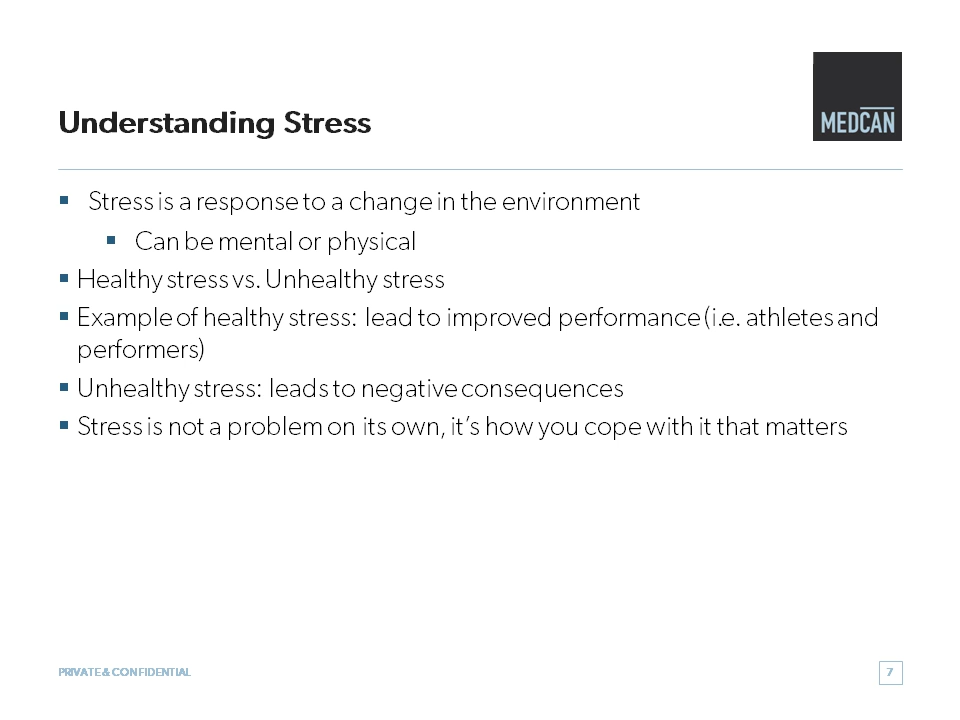 MEDCAN
Understanding Stress
▪ Stress is a response to a change in the environment
▪ Can be mental or physical
▪ Healthy stress vs. Unhealthy stress
▪ Example of healthy stress: lead to improved performance (i.e. athletes and
performers)
▪ Unhealthy stress: leads to negative consequences
▪ Stress is not a problem on its own, it’s how you cope with it that matters
PRIVATE & CONFIDENTIAL
7